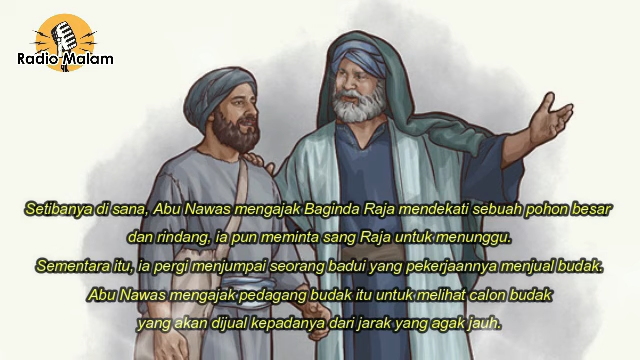 Radio Malam
Setibanya di sana, Abu Nawas mengajak Baginda Raja mendekati sebuah pohon besar
dan rindang, ia pun meminta sang Raja untuk menunggu.
Sementara itu, ia pergi menjumpai seorang badui yang pekerjaannya menjual budak.
Abu Nawas mengajak pedagang budak itu untuk melihat calon budak
yang akan dijual kepadanya dari jarak yang agak jauh.